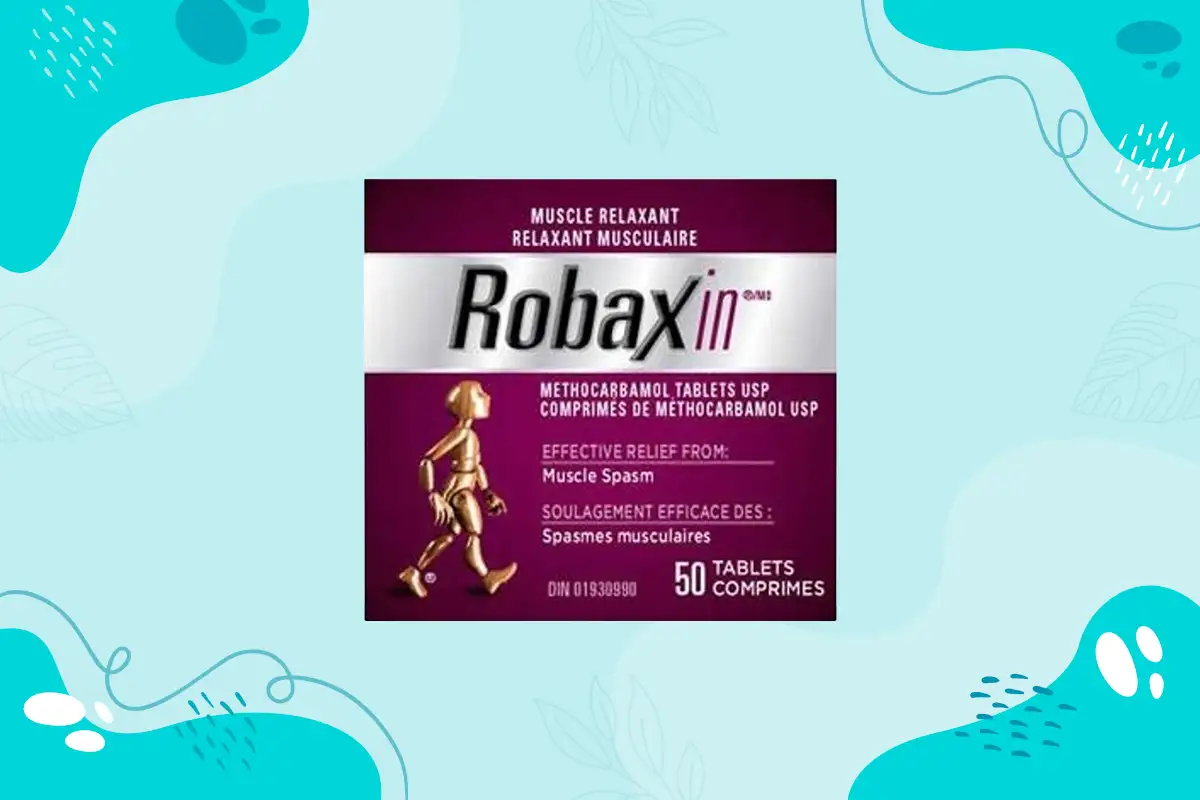 MUSCLE RELAXANT
RELAXANT MUSCULAIRE
Robaxin ®/MD
METHOCARBAMOL TABLETS USP
COMPRIMÉS DE MÉTHOCARBAMOL USP
EFFECTIVE RELIEF FROM:
Muscle Spasm
SOULAGEMENT EFFICACE DES :
Spasmes musculaires
DIN 01930990
50 TABLETS
COMPRIMES
®